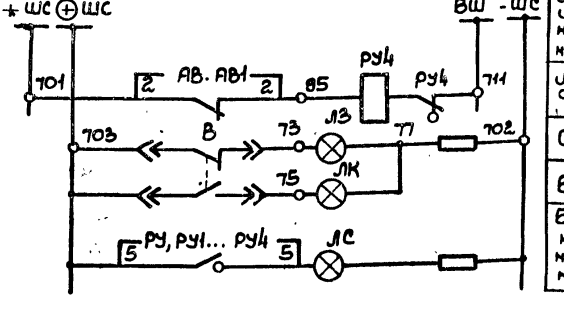 + ШС + ШС ВШ - ШС
701 2 АВ. АВ1 2 85 РУ4 РУ4 711
703 В 73 ЛЗ 77 702
75 ЛК
5 РУ, РУ1... РУ4 5 ЛС